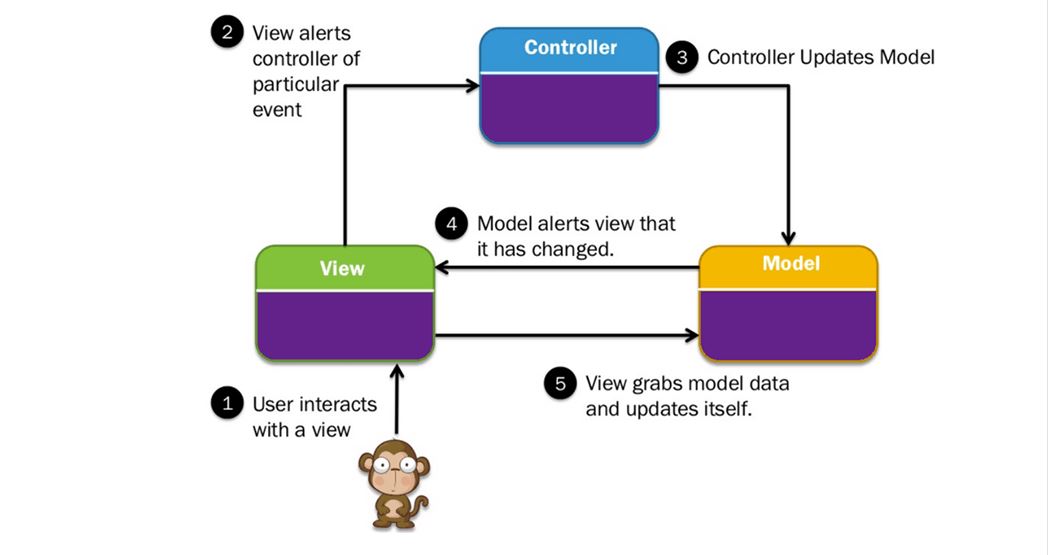 2
View alerts
controller of
particular
event
Controller
3
Controller Updates Model
4
Model alerts view that
it has changed.
View
Model
5
View grabs model data
and updates itself.
1
User interacts
with a view